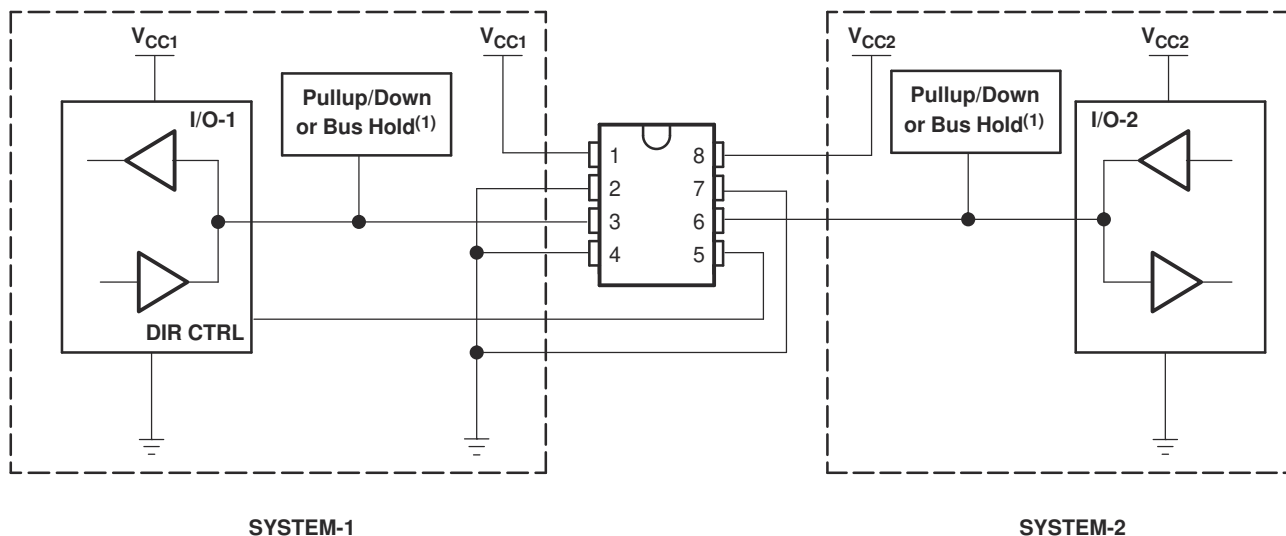 VCC1
VCC1
VCC2
VCC2
Pullup/Down
or Bus Hold(1)
Pullup/Down
or Bus Hold(1)
I/O-1
I/O-2
1
8
2
7
3
6
4
5
DIR CTRL
SYSTEM-1
SYSTEM-2